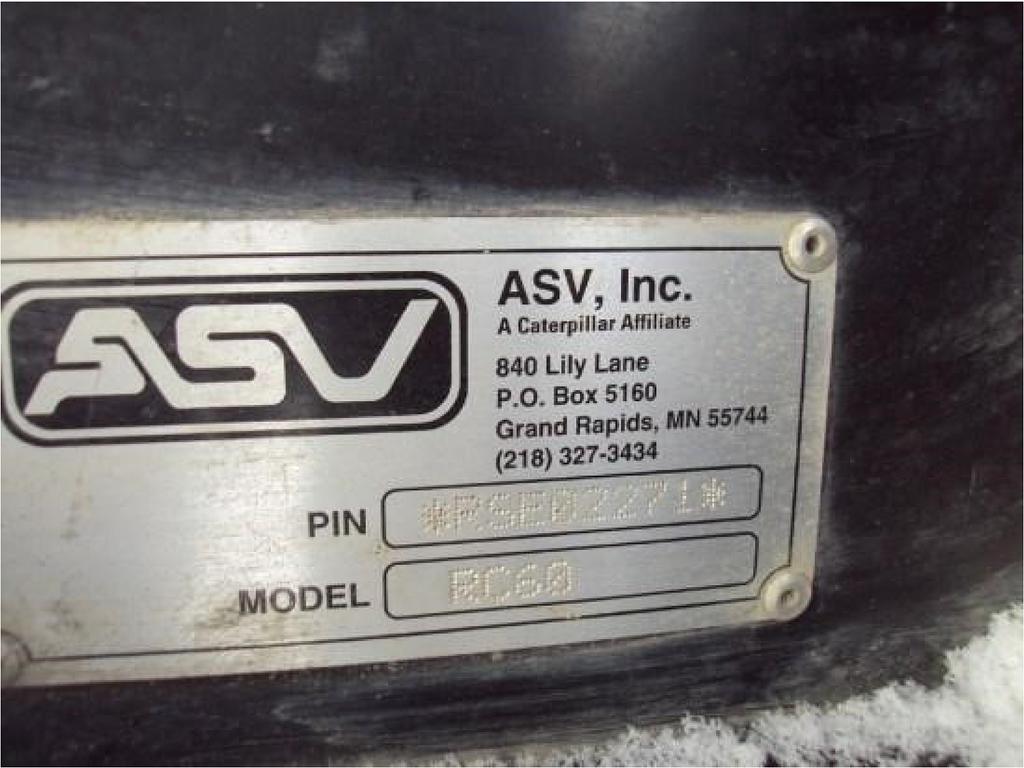 ASV
ASV, Inc.
A Caterpillar Affiliate
840 Lily Lane
P.O. Box 5160
Grand Rapids, MN 55744
(218) 327-3434
PIN *RSE02271*
MODEL RC60